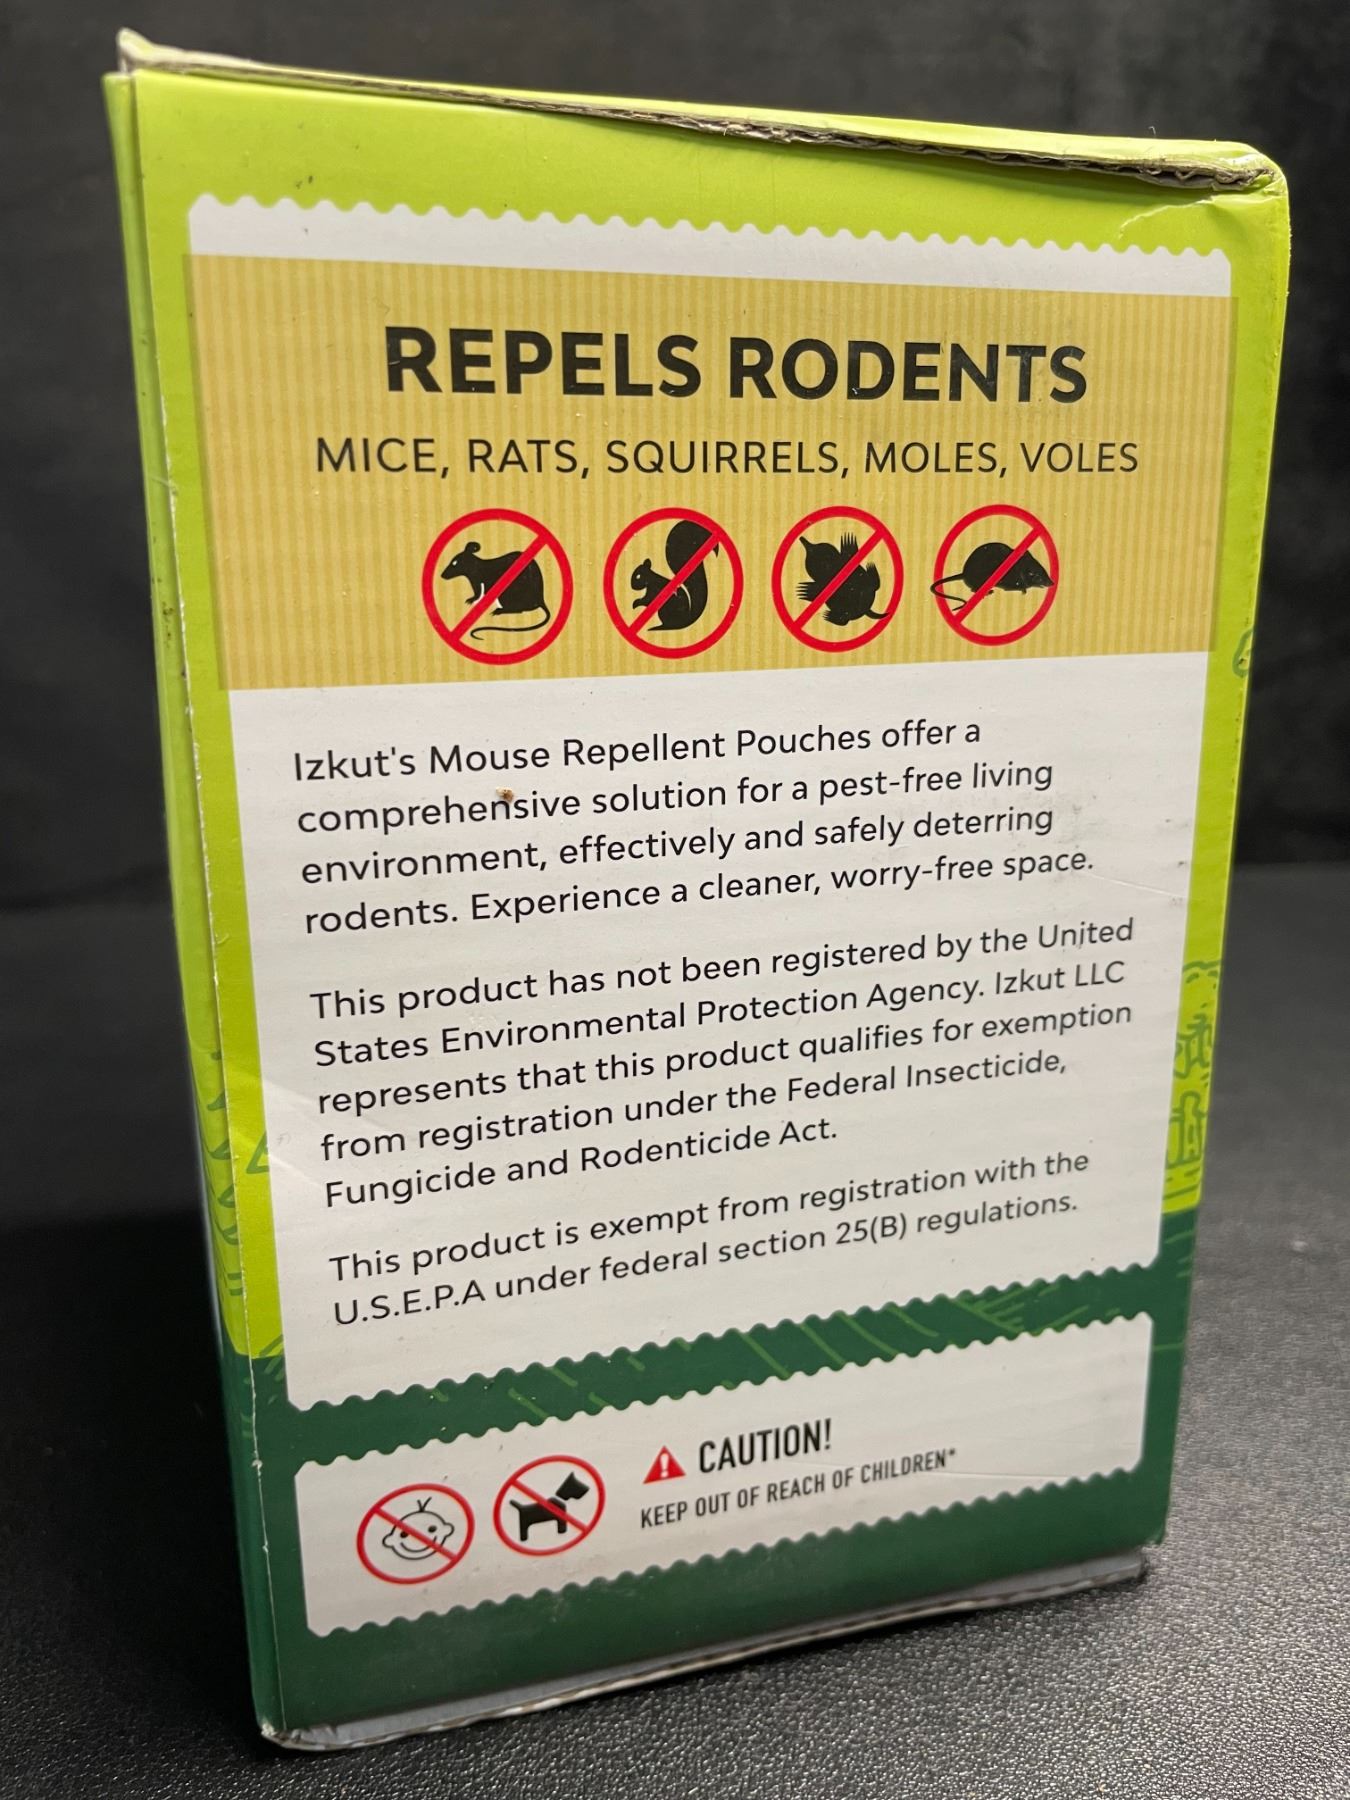 REPELS RODENTS
MICE, RATS, SQUIRRELS, MOLES, VOLES
Izkut's Mouse Repellent Pouches offer a
comprehensive solution for a pest-free living
environment, effectively and safely deterring
rodents. Experience a cleaner, worry-free space.
This product has not been registered by the United
States Environmental Protection Agency. Izkut LLC
represents that this product qualifies for exemption
from registration under the Federal Insecticide,
Fungicide and Rodenticide Act.
This product is exempt from registration with the
U.S.E.P.A under federal section 25(B) regulations.
CAUTION!
KEEP OUT OF REACH OF CHILDREN*